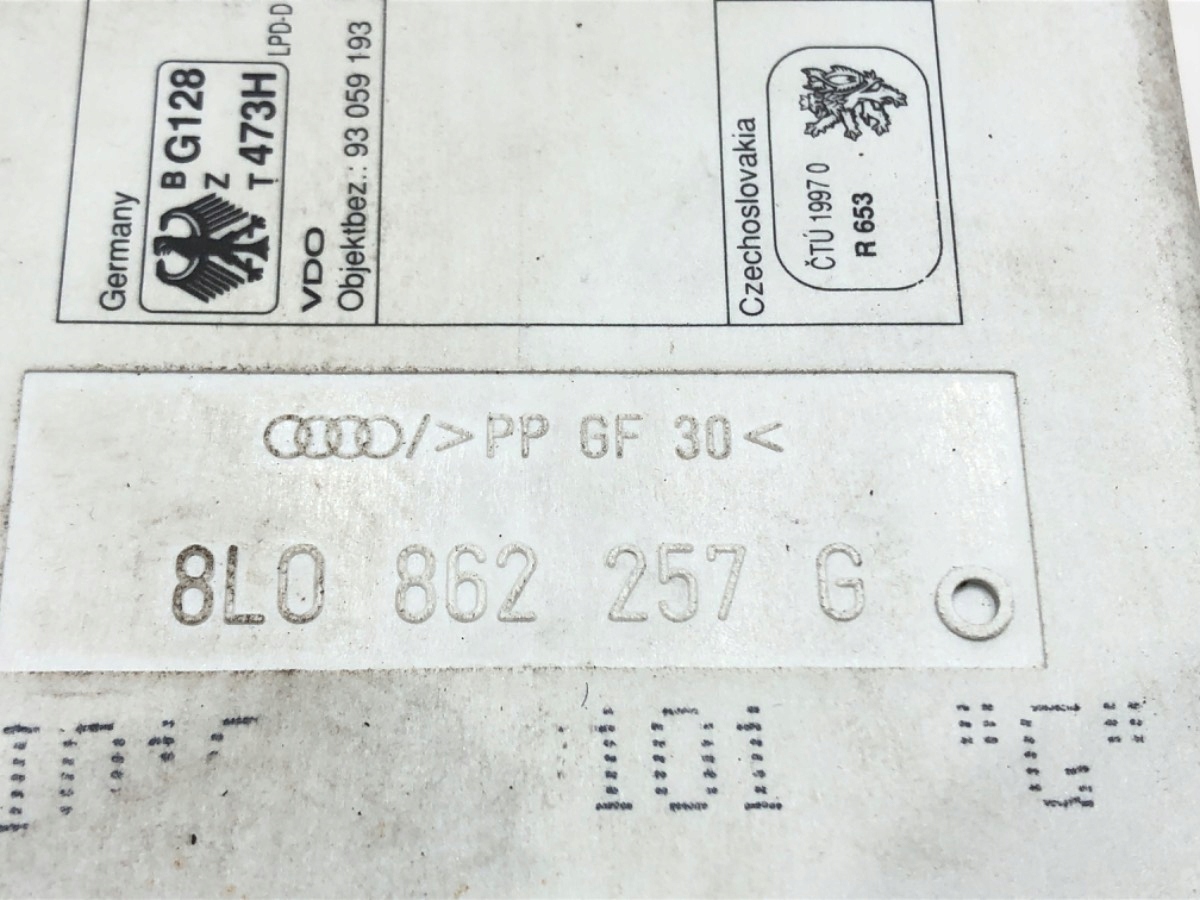 Germany
B G128
Z
T 473H
LPD-D
VDO
Objektbez.: 93 059 193
Czechoslovakia
ČTÚ 1997 0
R 653
/>PP GF 30<
8L0 862 257 G
101 "G"